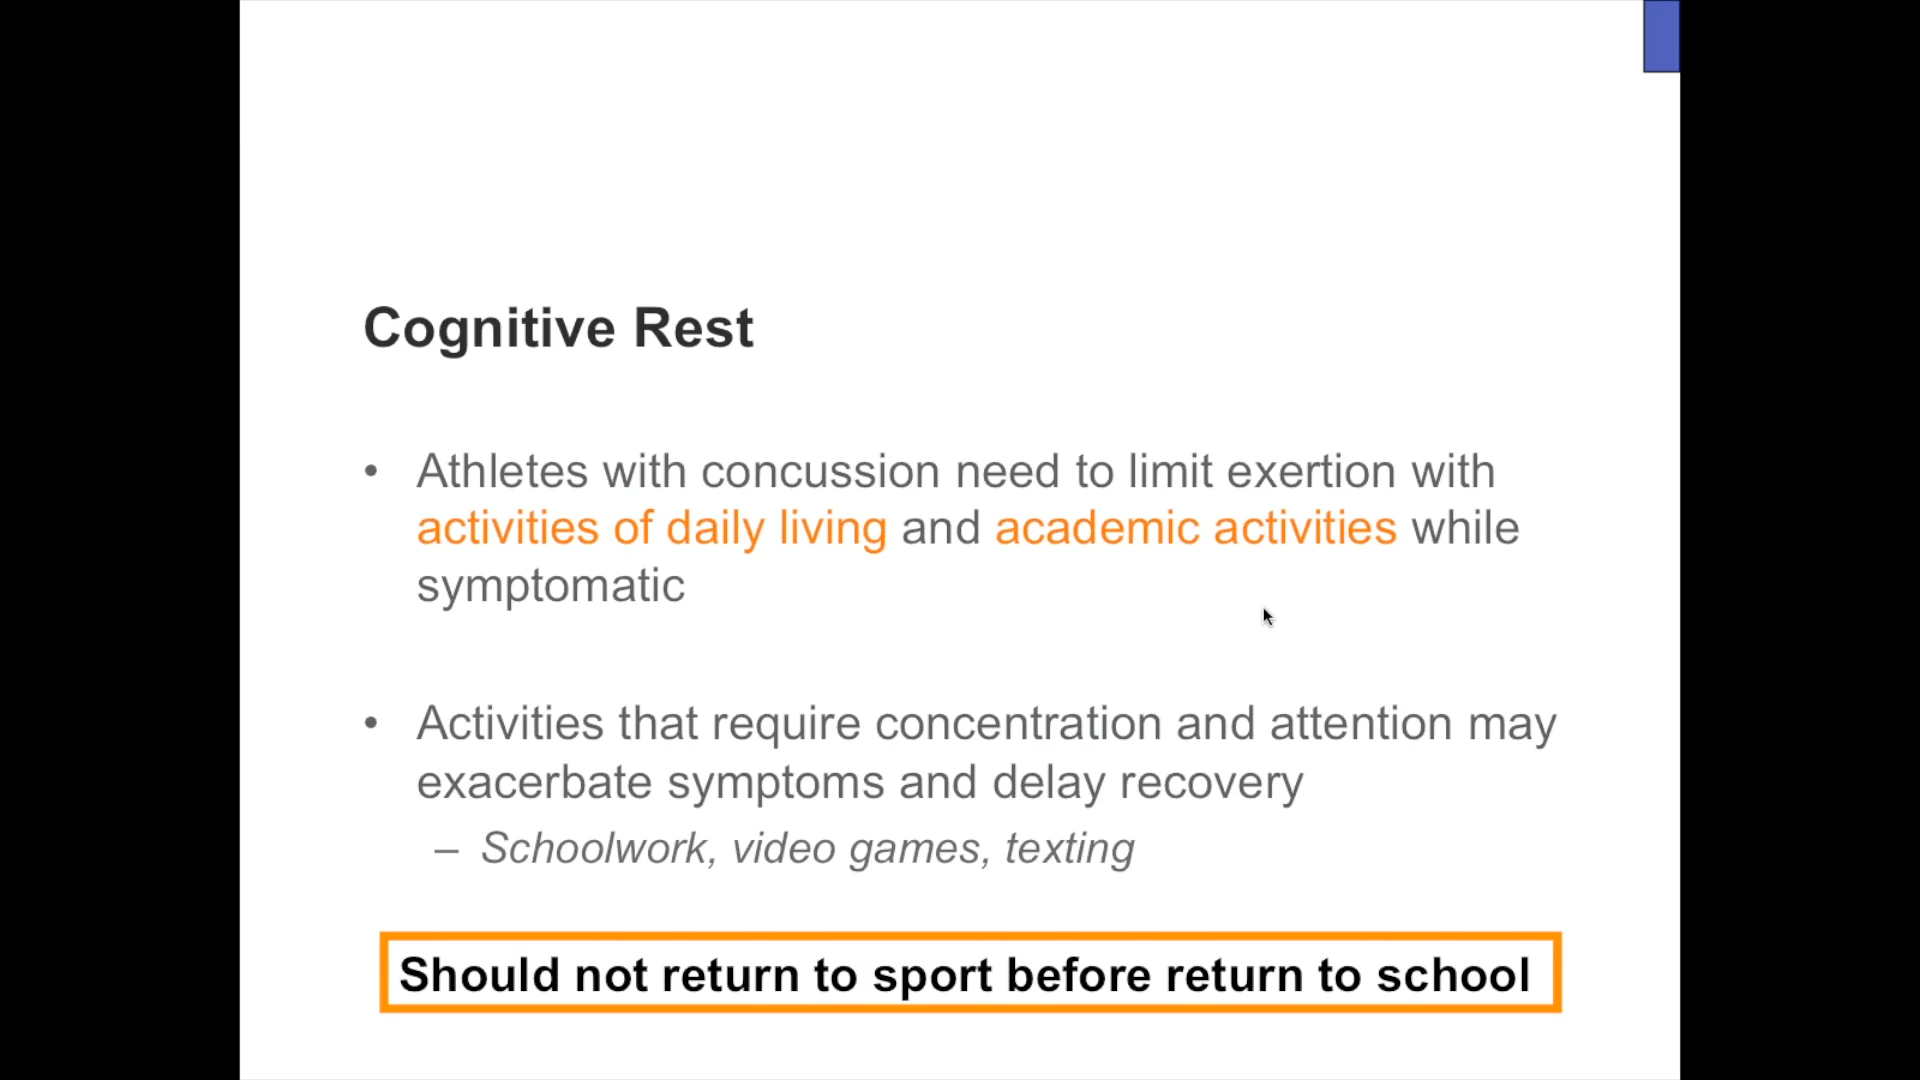 Cognitive Rest
• Athletes with concussion need to limit exertion with
activities of daily living and academic activities while
symptomatic
• Activities that require concentration and attention may
exacerbate symptoms and delay recovery
– Schoolwork, video games, texting
Should not return to sport before return to school